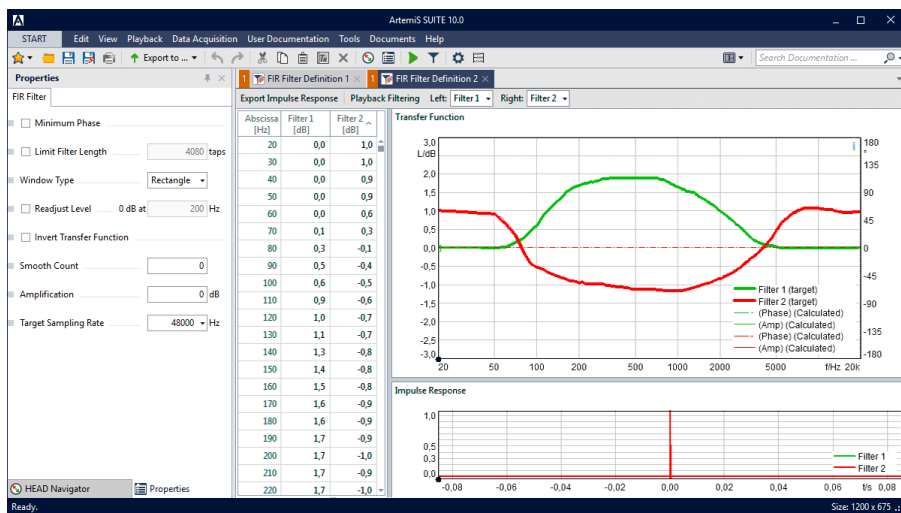 ArtemiS SUITE 10.0
START Edit View Playback Data Acquisition User Documentation Tools Documents Help
Export to ... Search Documentation ...
Properties
FIR Filter
Minimum Phase
Limit Filter Length 4080 taps
Window Type Rectangle
Readjust Level 0 dB at 200 Hz
Invert Transfer Function
Smooth Count 0
Amplification 0 dB
Target Sampling Rate 48000 Hz
HEAD Navigator Properties
1 FIR Filter Definition 1 1 FIR Filter Definition 2
Export Impulse Response Playback Filtering Left: Filter 1 Right: Filter 2
Abscissa Filter 1 Filter 2
[Hz] [dB] [dB]
20 0,0 1,0
30 0,0 1,0
40 0,0 0,9
50 0,0 0,9
60 0,0 0,6
70 0,1 0,3
80 0,3 -0,1
90 0,5 -0,4
100 0,6 -0,5
110 0,9 -0,6
120 1,0 -0,7
130 1,1 -0,7
140 1,3 -0,8
150 1,4 -0,8
160 1,5 -0,8
170 1,6 -0,9
180 1,6 -0,9
190 1,7 -0,9
200 1,7 -1,0
210 1,7 -0,9
220 1,7 -1,0
Transfer Function
3,0 i 180
L/dB °
135
2,0
1,5 90
1,0
0,5 45
0,0 0
-0,5
-1,0 -45
Filter 1 (target)
-1,5 Filter 2 (target) -90
(Phase) (Calculated)
-2,0 (Amp) (Calculated)
(Phase) (Calculated) -135
-2,5 (Amp) (Calculated)
-3,0 -180
20 50 100 200 500 1000 2000 5000 f/Hz 20k
Impulse Response
1,0
0,5
0,3 Filter 1
0,0 Filter 2
-0,08 -0,06 -0,04 -0,02 0,00 0,02 0,04 0,06 t/s 0,08
Ready. Size: 1200 x 675